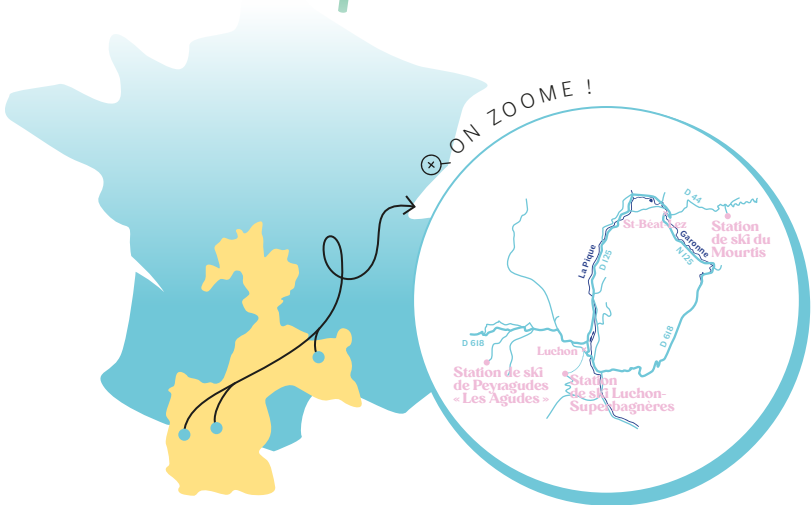 ON ZOOME !
D 44
St-Béat-Lez
Station
de ski du
Mourtis
Garonne
N 125
La Pique
D 125
D 618
D 618
Luchon
Station de ski
de Peyragudes
« Les Agudes »
Station
de ski Luchon-
Superbagnères